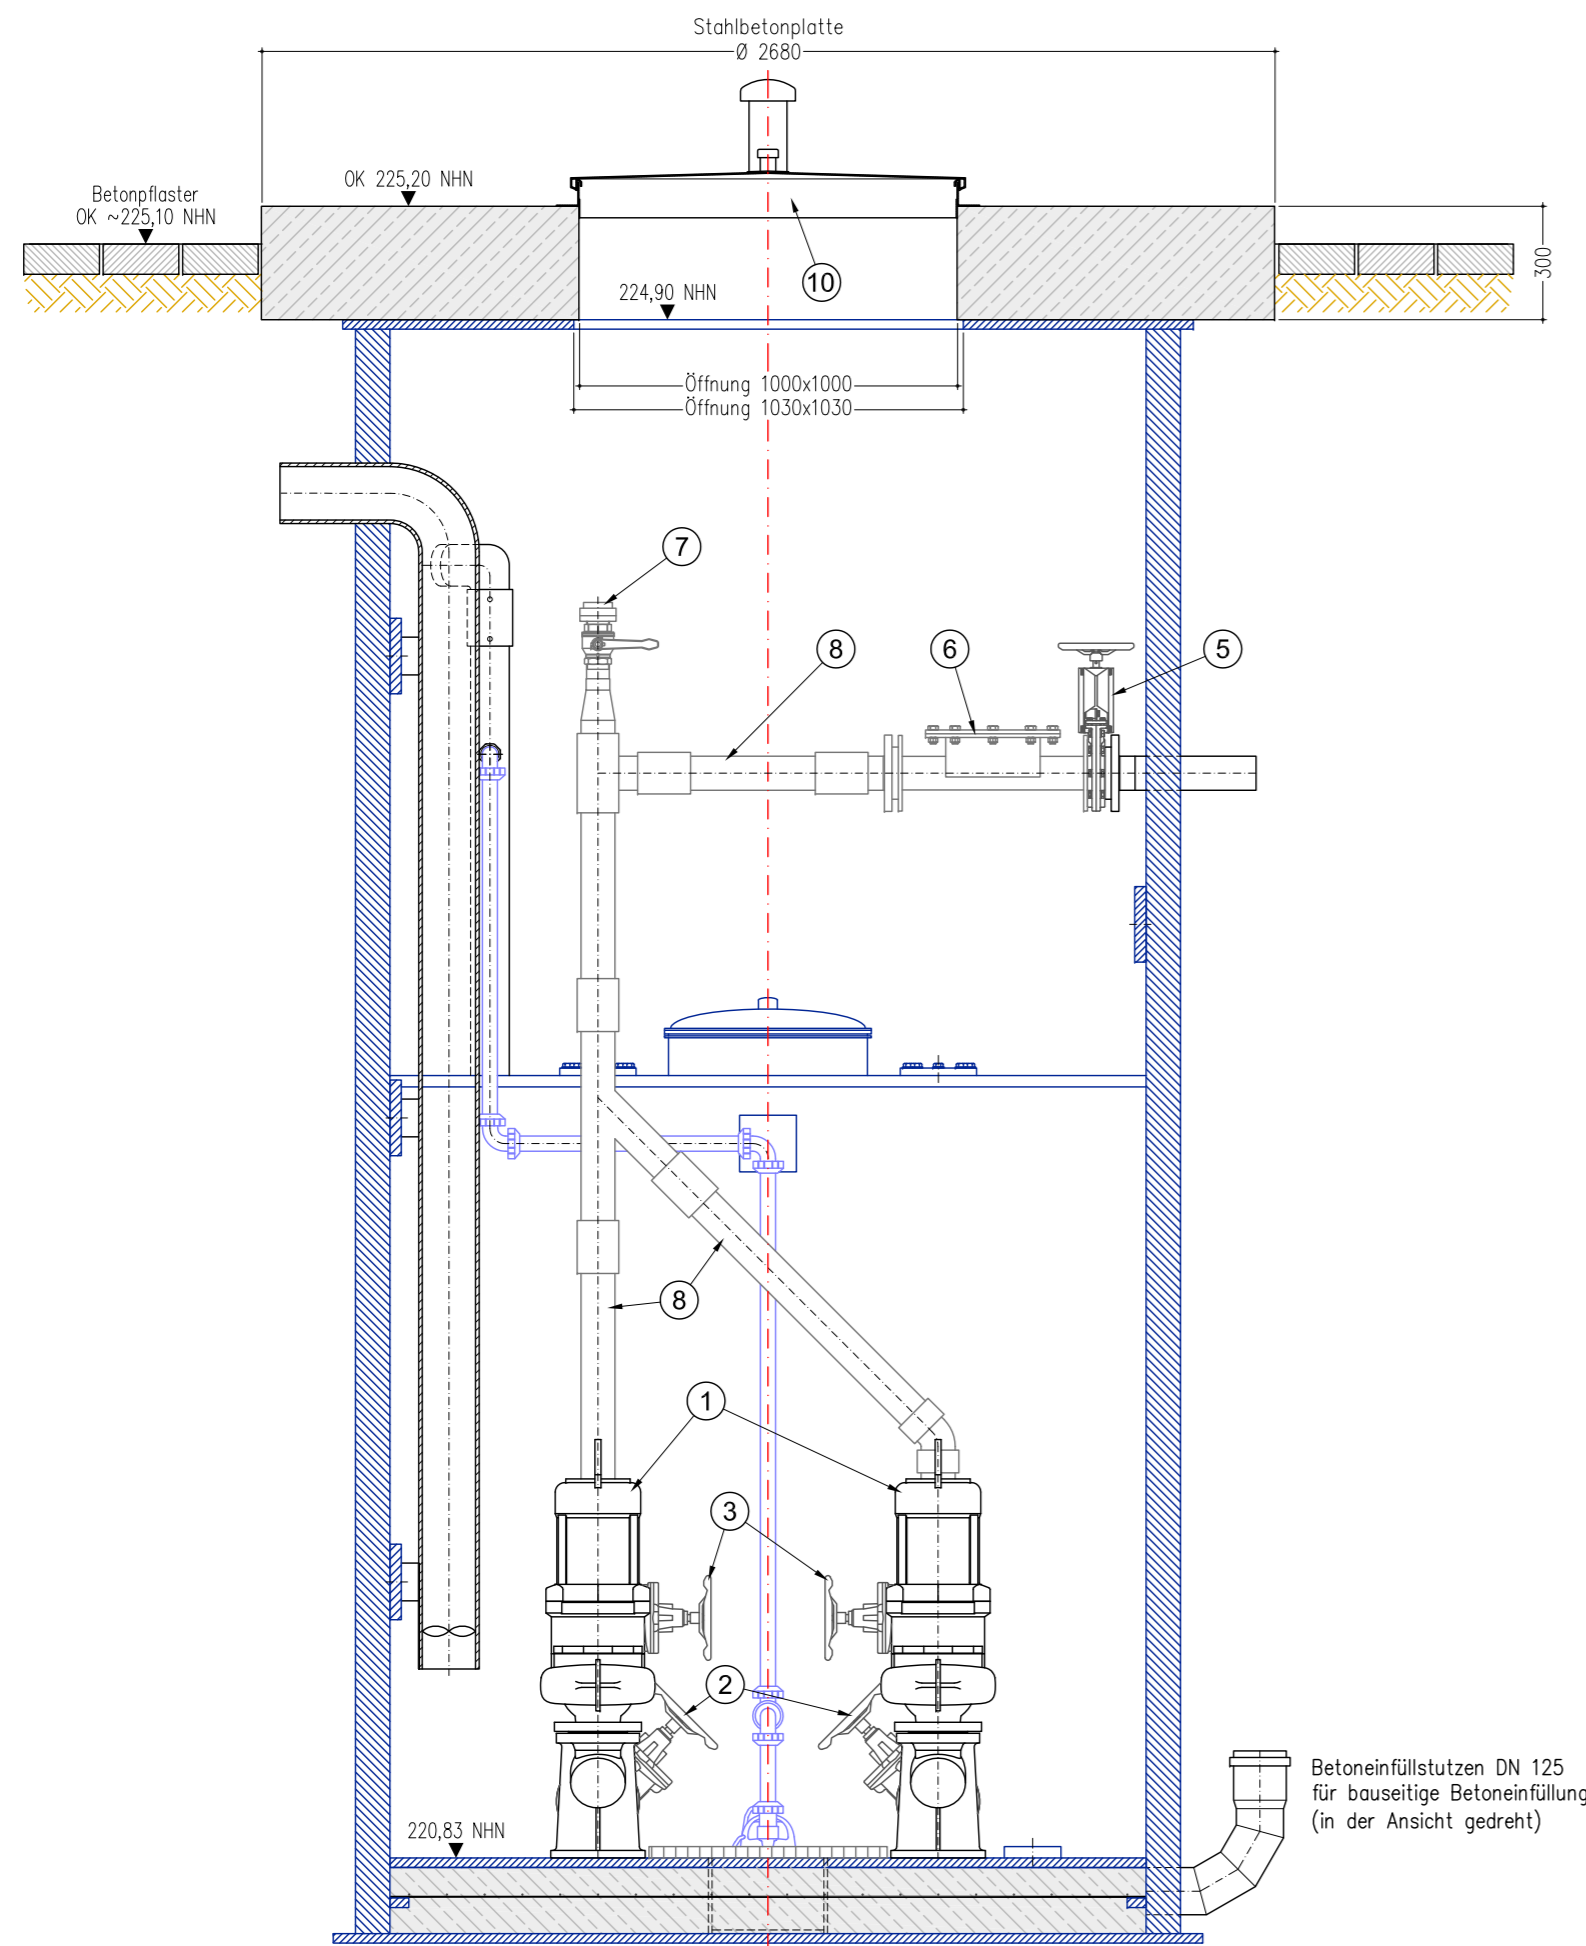 Stahlbetonplatte
Ø 2680
OK 225,20 NHN
Betonpflaster
OK ~225,10 NHN
10
300
224,90 NHN
Öffnung 1000x1000
Öffnung 1030x1030
7
8
6
5
8
1
3
2
220,83 NHN
Betoneinfüllstutzen DN 125
für bauseitige Betoneinfüllung
(in der Ansicht gedreht)